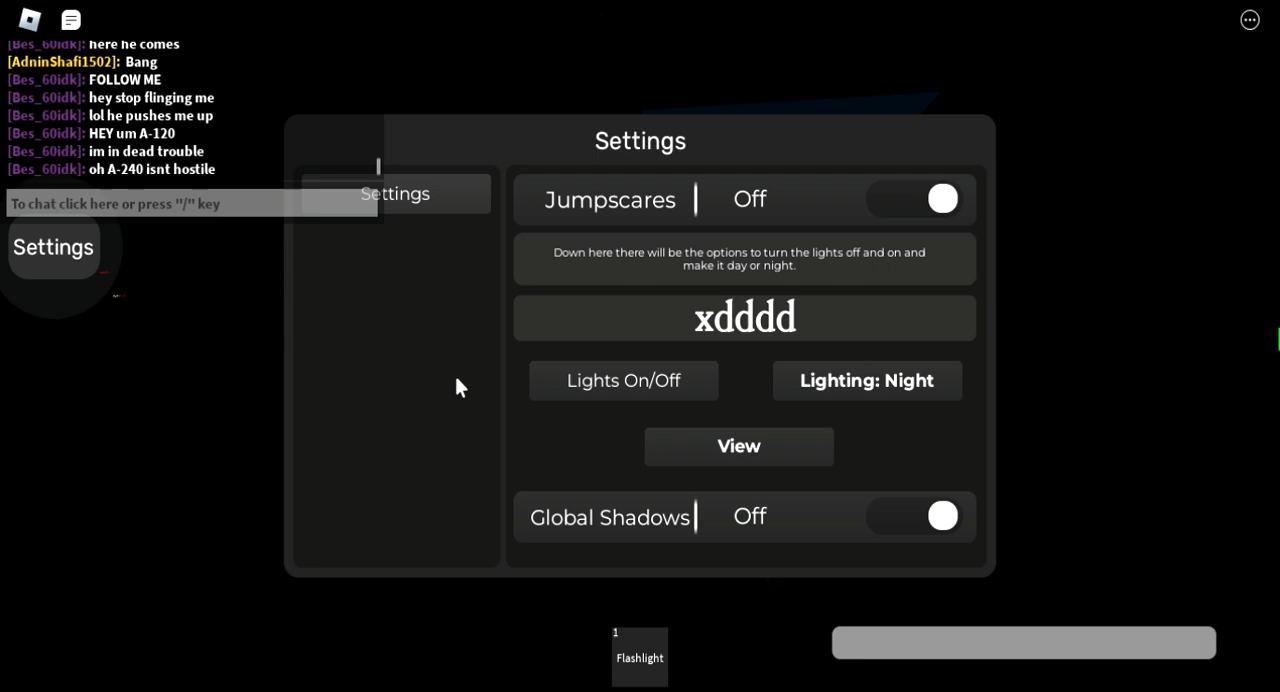 [Bes_60idk]: here he comes
[AdninShafi1502]: Bang
[Bes_60idk]: FOLLOW ME
[Bes_60idk]: hey stop flinging me
[Bes_60idk]: lol he pushes me up
[Bes_60idk]: HEY um A-120
[Bes_60idk]: im in dead trouble
[Bes_60idk]: oh A-240 isnt hostile
To chat click here or press "/" key
Settings
Settings
Settings
Jumpscares
Off
Down here there will be the options to turn the lights off and on and
make it day or night.
xdddd
Lights On/Off
Lighting: Night
View
Global Shadows
Off
1
Flashlight